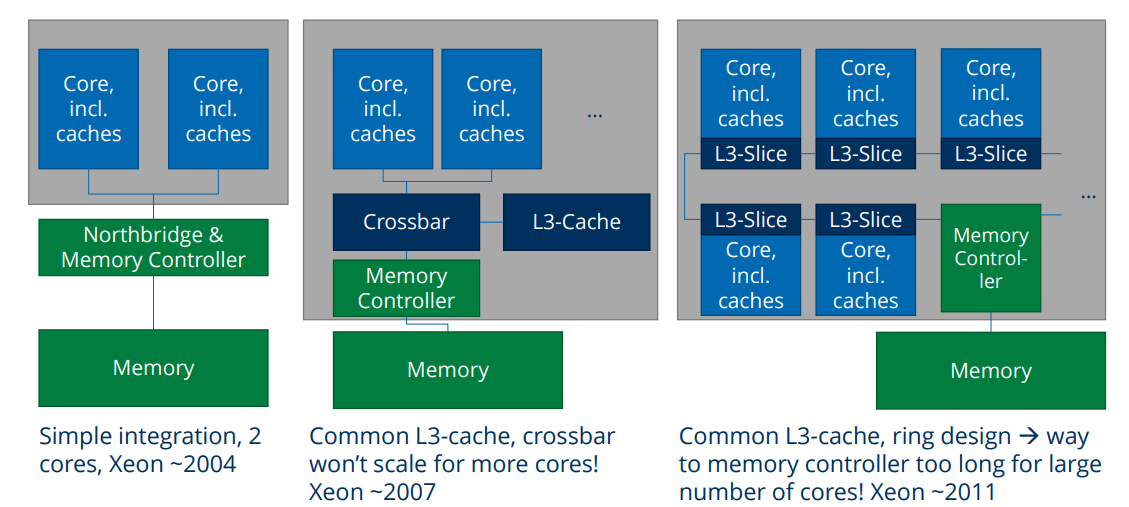 Core,
incl.
caches
Core,
incl.
caches
Northbridge &
Memory Controller
Memory
Simple integration, 2
cores, Xeon ~2004
Core,
incl.
caches
Core,
incl.
caches
...
Crossbar
L3-Cache
Memory
Controller
Memory
Common L3-cache, crossbar
won’t scale for more cores!
Xeon ~2007
Core,
incl.
caches
Core,
incl.
caches
Core,
incl.
caches
L3-Slice
L3-Slice
L3-Slice
...
L3-Slice
L3-Slice
Core,
incl.
caches
Core,
incl.
caches
Memory
Control-
ler
Memory
Common L3-cache, ring design → way
to memory controller too long for large
number of cores! Xeon ~2011